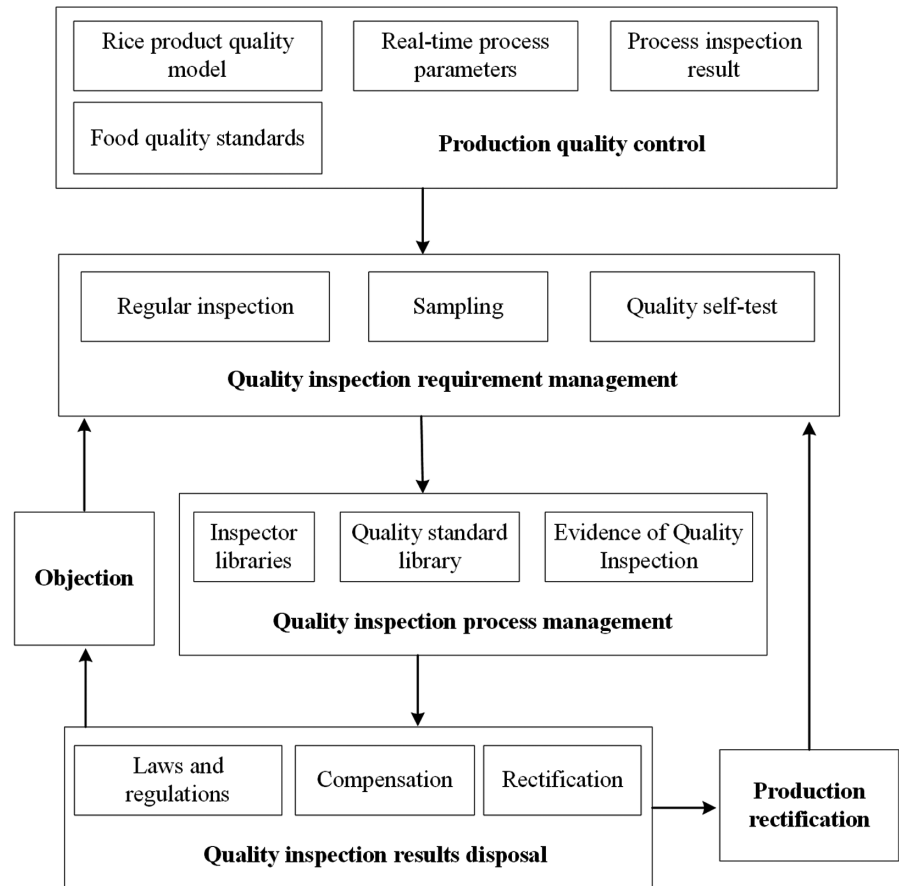 Rice product quality
model
Real-time process
parameters
Process inspection
result
Food quality standards
Production quality control
Regular inspection
Sampling
Quality self-test
Quality inspection requirement management
Objection
Inspector
libraries
Quality standard
library
Evidence of Quality
Inspection
Quality inspection process management
Laws and
regulations
Compensation
Rectification
Quality inspection results disposal
Production
rectification